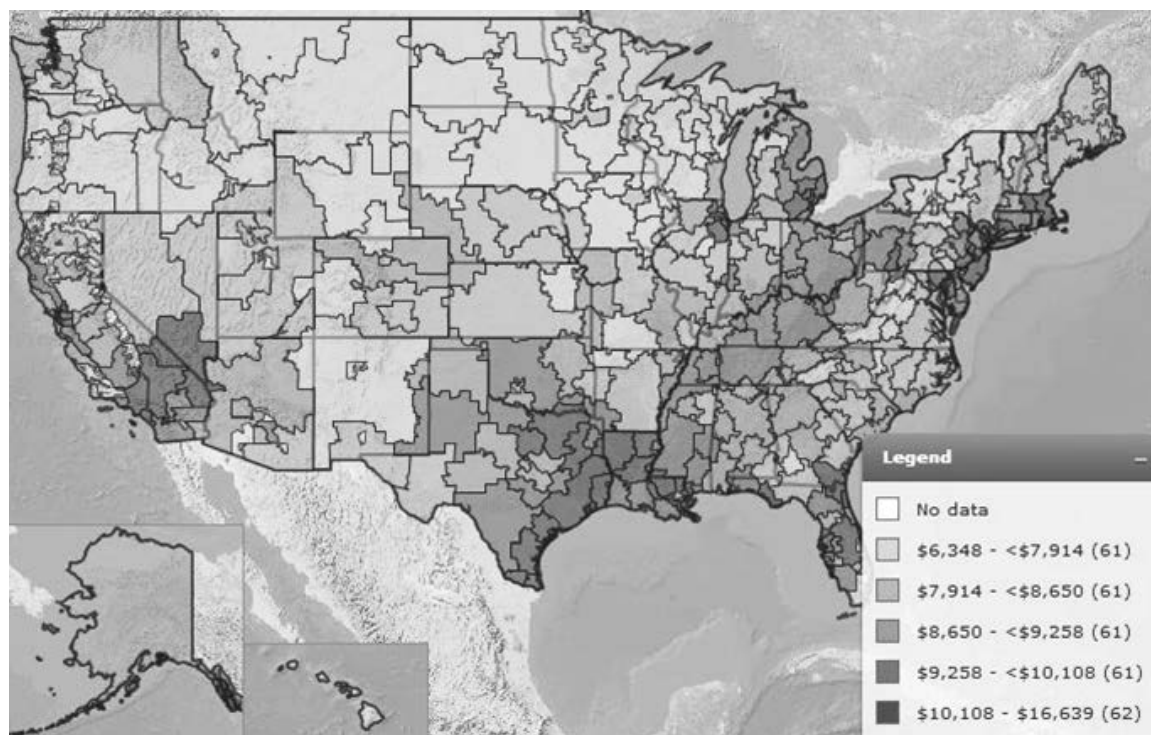 Legend
No data
$6,348 - <$7,914 (61)
$7,914 - <$8,650 (61)
$8,650 - <$9,258 (61)
$9,258 - <$10,108 (61)
$10,108 - $16,639 (62)